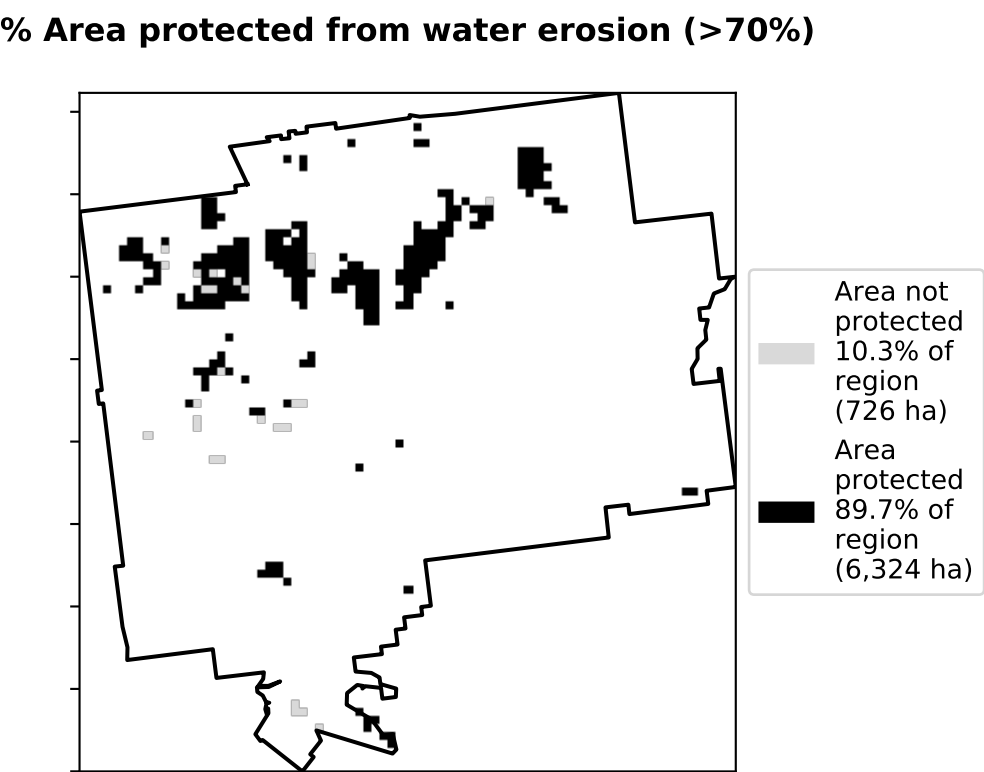 % Area protected from water erosion (>70%)
Area not
protected
10.3% of
region
(726 ha)
Area
protected
89.7% of
region
(6,324 ha)